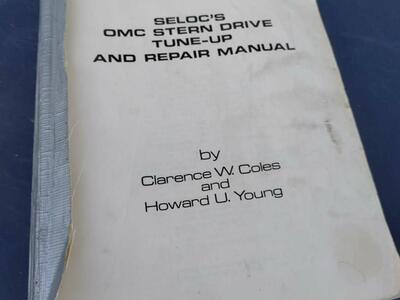 SELOC'S
OMC STERN DRIVE
TUNE-UP
AND REPAIR MANUAL
by
Clarence W. Coles
and
Howard U. Young